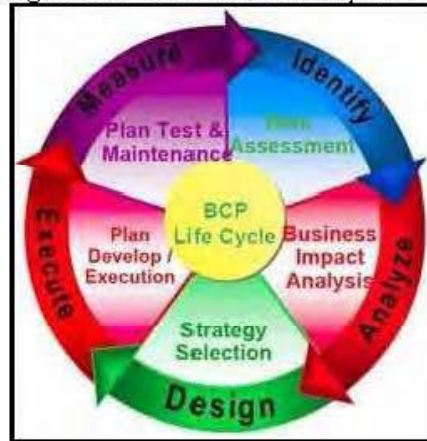 Measure
Identify
Analyze
Design
Execute
Plan Test &
Maintenance
Assessment
Business
Impact
Analysis
Strategy
Selection
Plan
Develop /
Execution
BCP
Life Cycle